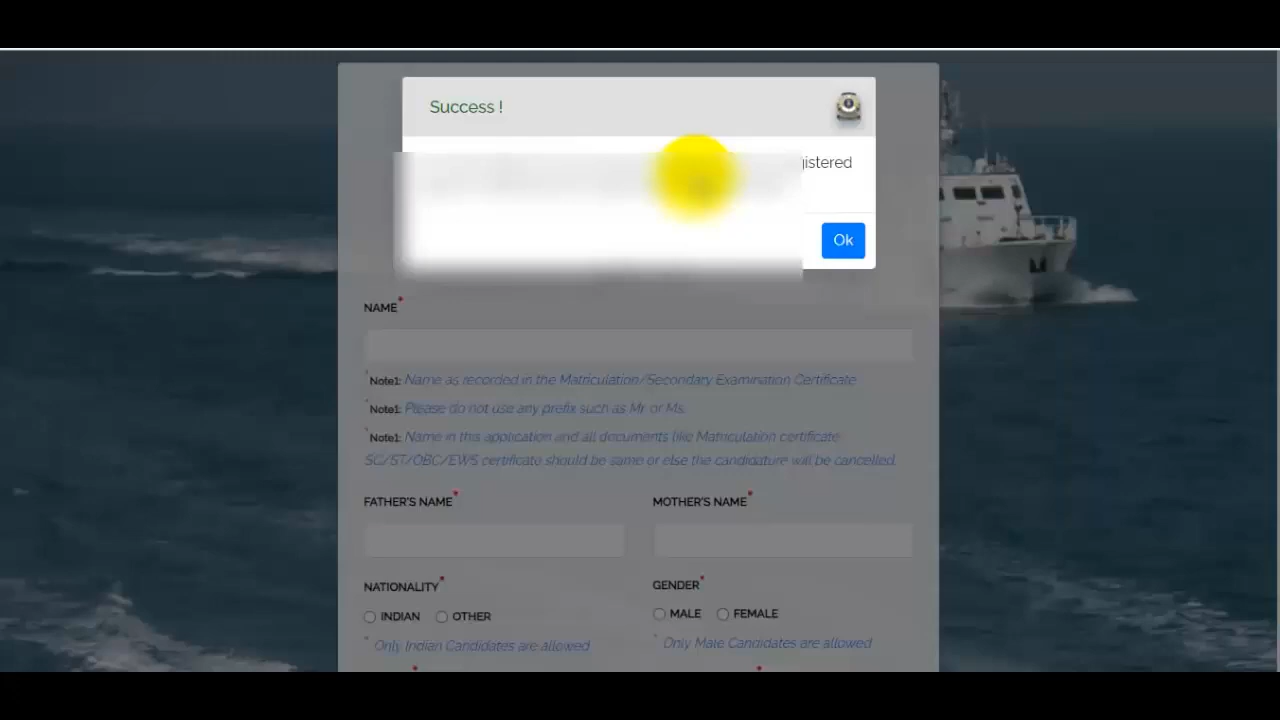 Success !
gistered
Ok
NAME*
* Note1: Name as recorded in the Matriculation/Secondary Examination Certificate
* Note1: Please do not use any prefix such as Mr or Ms.
* Note1: Name in this application and all documents like Matriculation certificate
SC/ST/OBC/EWS certificate should be same or else the candidature will be cancelled.
FATHER'S NAME* MOTHER'S NAME*
NATIONALITY* GENDER*
INDIAN OTHER MALE FEMALE
* Only Indian Candidates are allowed * Only Male Candidates are allowed